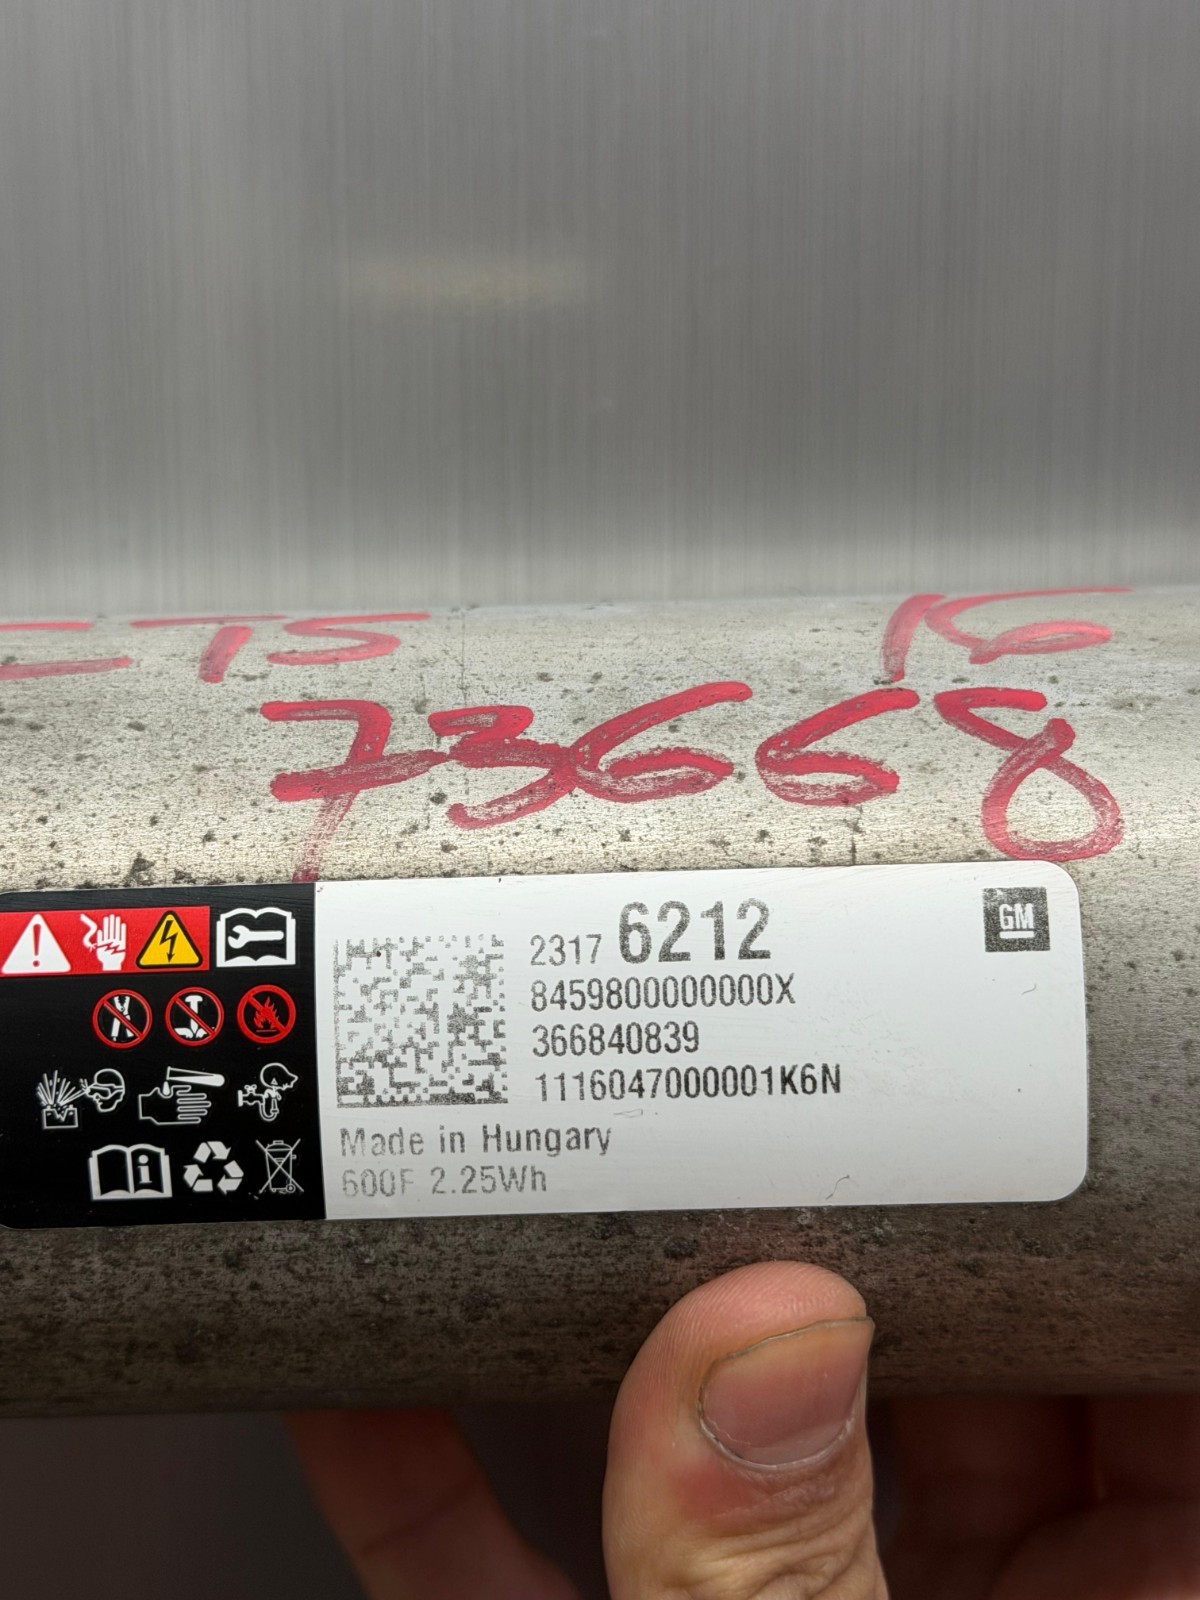 CTS 16
73668
GM
2317 6212
8459800000000X
366840839
1116047000001K6N
Made in Hungary
600F 2.25Wh